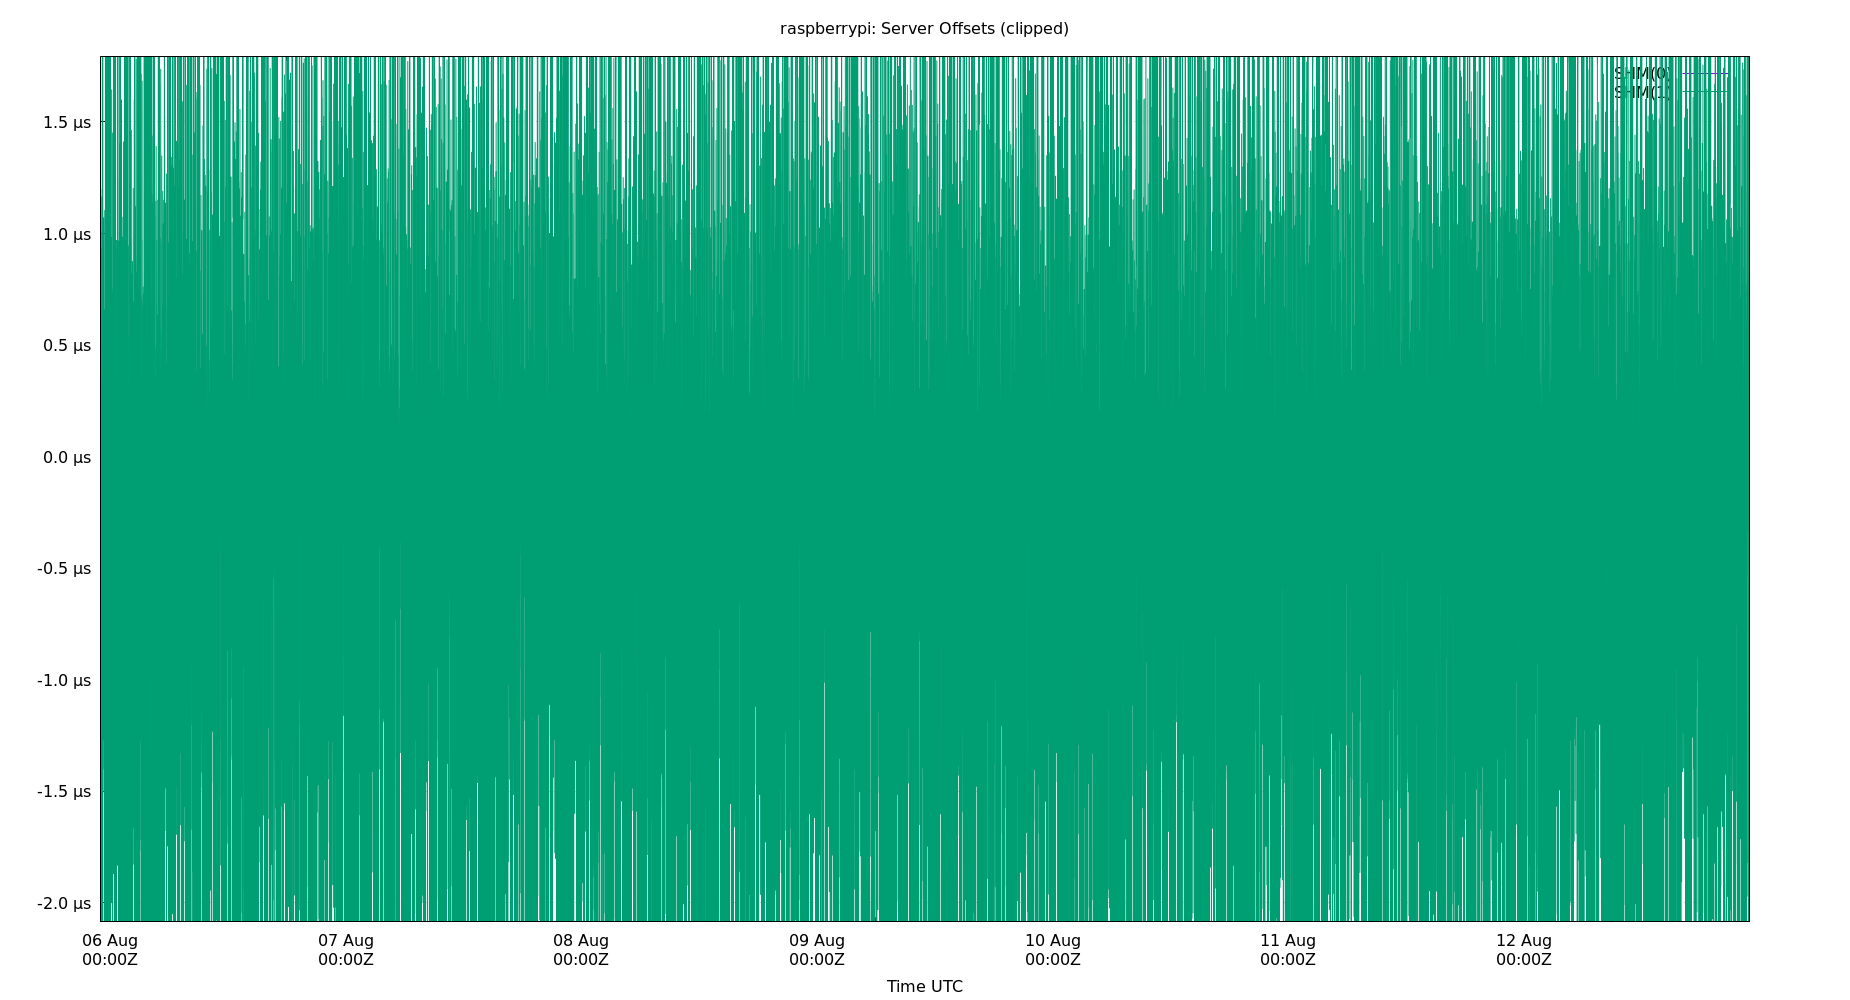 raspberrypi: Server Offsets (clipped)
SHM(0)
SHM(1)
1.5 µs
1.0 µs
0.5 µs
0.0 µs
-0.5 µs
-1.0 µs
-1.5 µs
-2.0 µs
06 Aug 07 Aug 08 Aug 09 Aug 10 Aug 11 Aug 12 Aug
00:00Z 00:00Z 00:00Z 00:00Z 00:00Z 00:00Z 00:00Z
Time UTC